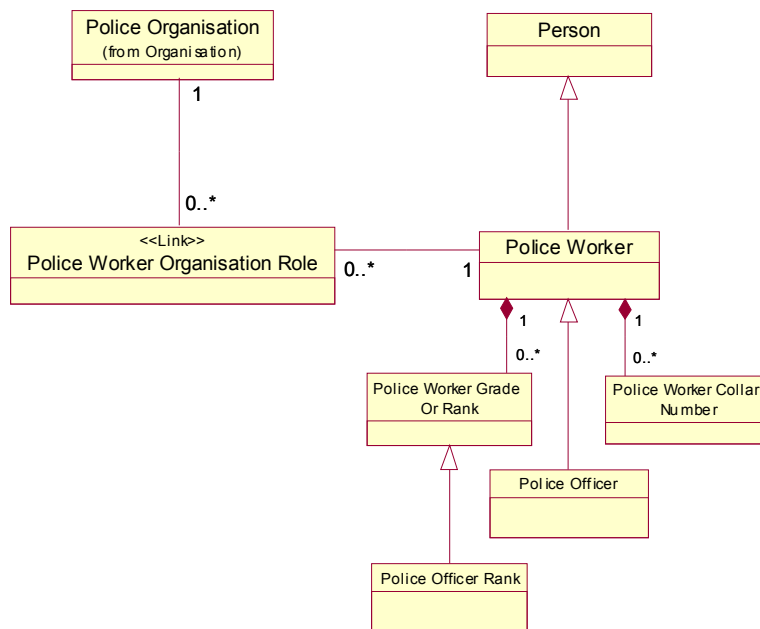 Police Organisation
(from Organisation)
Person
1
0..*
<<Link>>
Police Worker Organisation Role
0..*
1
Police Worker
1
0..*
1
0..*
Police Worker Grade
Or Rank
Police Worker Collar
Number
Police Officer
Police Officer Rank